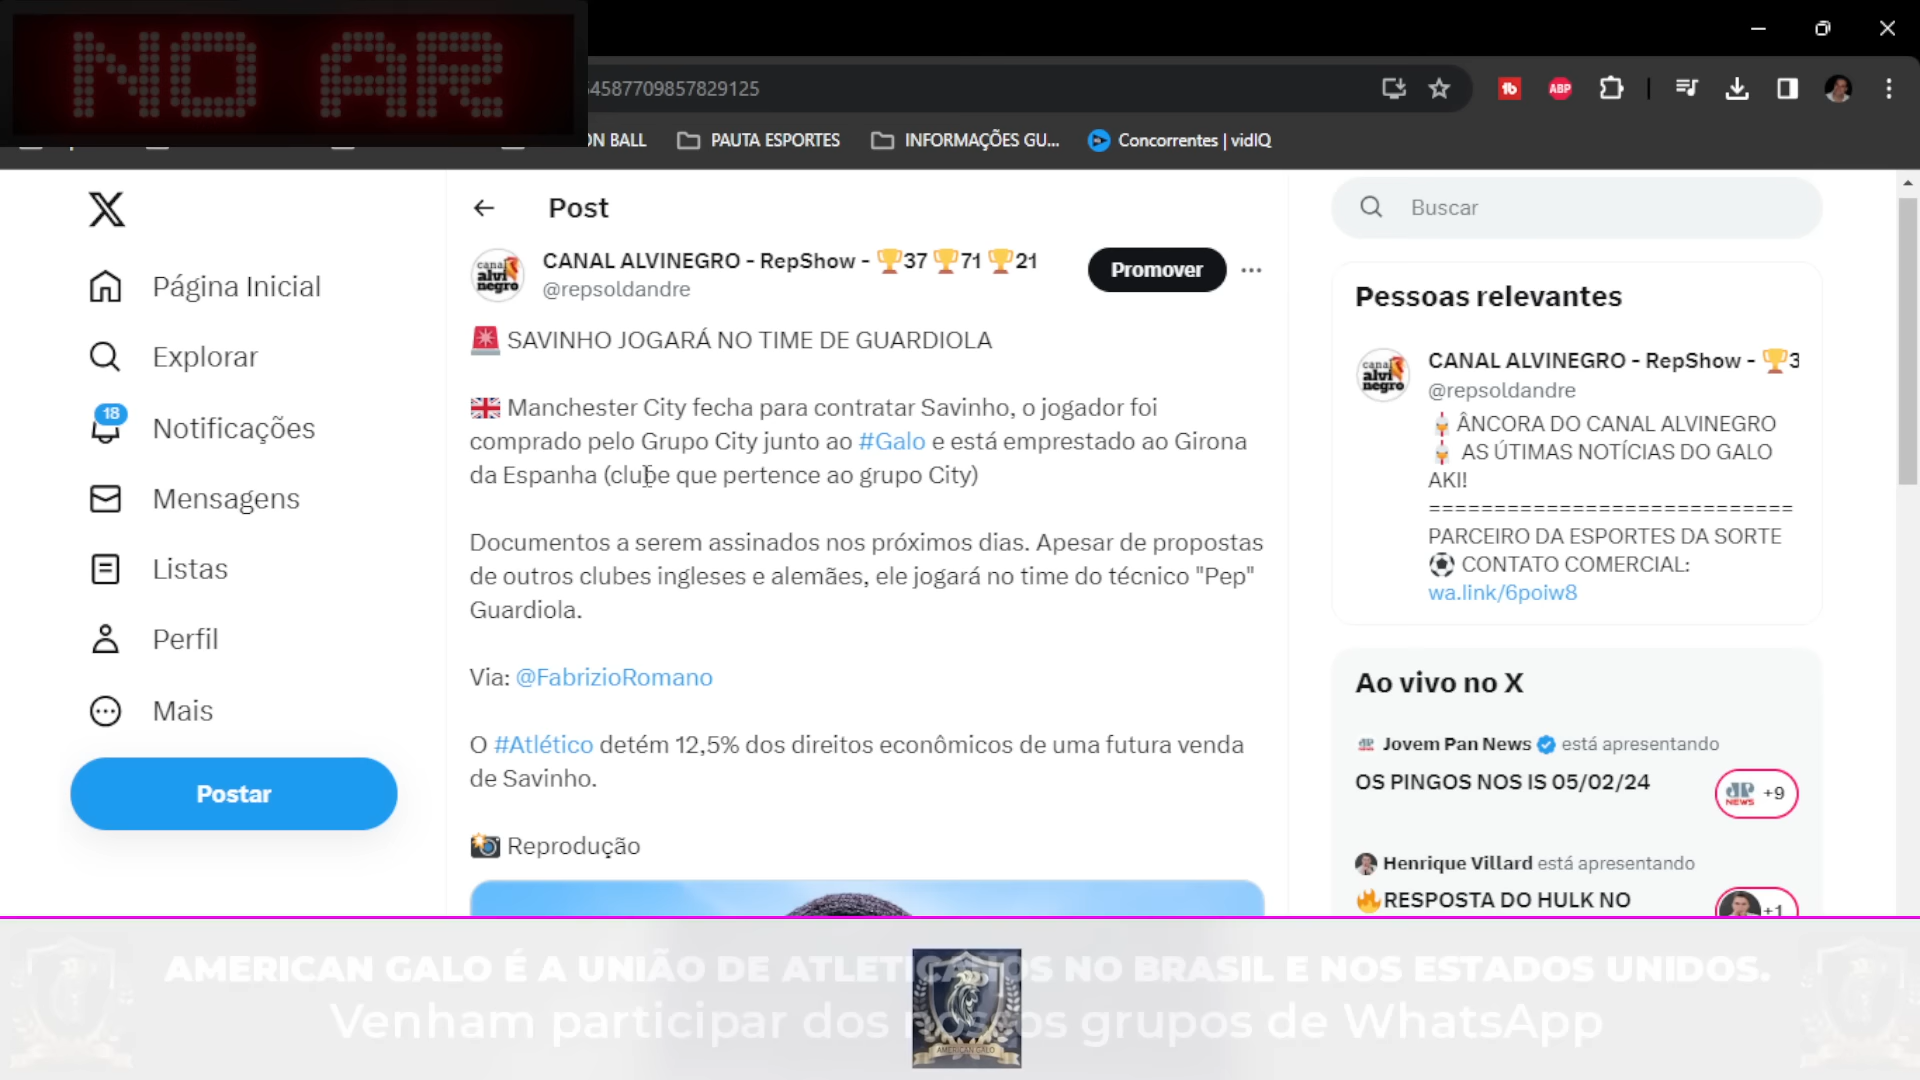 NO AR
54587709857829125
ON BALL
PAUTA ESPORTES
INFORMAÇÕES GU...
Concorrentes | vidIQ
Post
CANAL ALVINEGRO - RepShow - 🏆37 🏆71 🏆21
@repsoldandre
Promover
🚨 SAVINHO JOGARÁ NO TIME DE GUARDIOLA
🇬🇧 Manchester City fecha para contratar Savinho, o jogador foi
comprado pelo Grupo City junto ao #Galo e está emprestado ao Girona
da Espanha (clube que pertence ao grupo City)
Documentos a serem assinados nos próximos dias. Apesar de propostas
de outros clubes ingleses e alemães, ele jogará no time do técnico "Pep"
Guardiola.
Via: @FabrizioRomano
O #Atlético detém 12,5% dos direitos econômicos de uma futura venda
de Savinho.
📸 Reprodução
Página Inicial
Explorar
18
Notificações
Mensagens
Listas
Perfil
Mais
Postar
Buscar
Pessoas relevantes
CANAL ALVINEGRO - RepShow - 🏆3
@repsoldandre
ÂNCORA DO CANAL ALVINEGRO
AS ÚTIMAS NOTÍCIAS DO GALO
AKI!
============================
PARCEIRO DA ESPORTES DA SORTE
⚽ CONTATO COMERCIAL:
wa.link/6poiw8
Ao vivo no X
Jovem Pan News está apresentando
OS PINGOS NOS IS 05/02/24
JP NEWS +9
Henrique Villard está apresentando
🔥RESPOSTA DO HULK NO
+1
AMERICAN GALO É A UNIÃO DE ATLETICANOS NO BRASIL E NOS ESTADOS UNIDOS.
Venham participar dos nossos grupos de WhatsApp
AMERICAN GALO